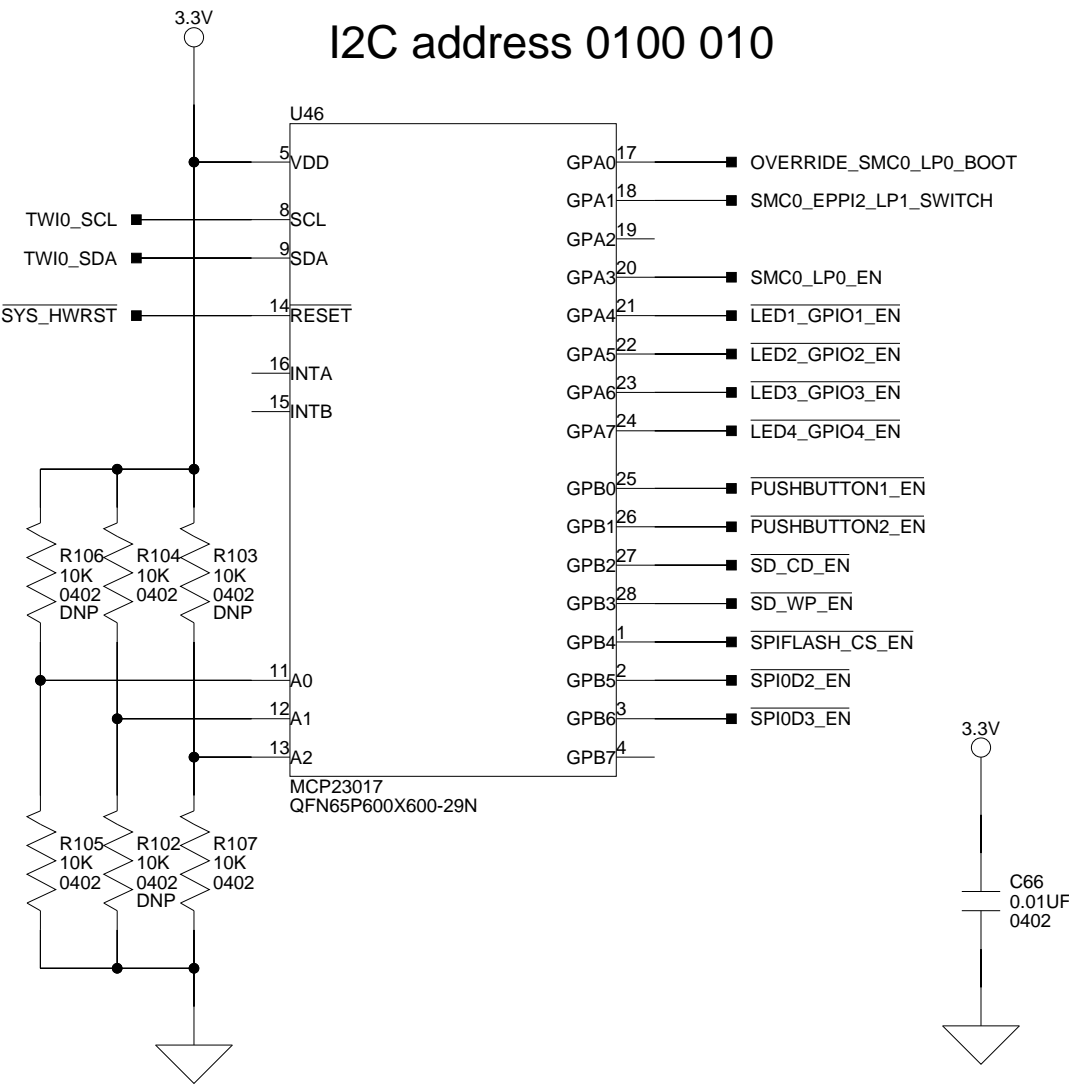 3.3V
I2C address 0100 010
U46
5
VDD
GPA0
17
OVERRIDE_SMC0_LP0_BOOT
GPA1
18
SMC0_EPPI2_LP1_SWITCH
TWI0_SCL
8
SCL
GPA2
19
TWI0_SDA
9
SDA
GPA3
20
SMC0_LP0_EN
SYS_HWRST
14
RESET
GPA4
21
LED1_GPIO1_EN
GPA5
22
LED2_GPIO2_EN
16
INTA
GPA6
23
LED3_GPIO3_EN
15
INTB
GPA7
24
LED4_GPIO4_EN
GPB0
25
PUSHBUTTON1_EN
GPB1
26
PUSHBUTTON2_EN
GPB2
27
SD_CD_EN
GPB3
28
SD_WP_EN
GPB4
1
SPIFLASH_CS_EN
GPB5
2
SPI0D2_EN
GPB6
3
SPI0D3_EN
GPB7
4
R106
10K
0402
DNP
R104
10K
0402
R103
10K
0402
DNP
11
A0
12
A1
13
A2
MCP23017
QFN65P600X600-29N
R105
10K
0402
R102
10K
0402
DNP
R107
10K
0402
3.3V
C66
0.01UF
0402